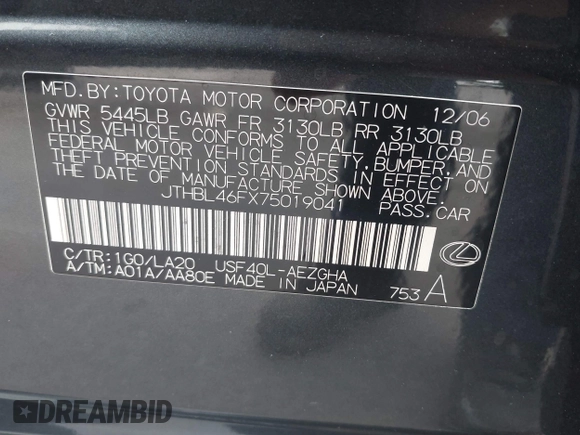 MFD.BY:TOYOTA MOTOR CORPORATION 12/06
GVWR 5445LB GAWR FR 3130LB RR 3130LB
THIS VEHICLE CONFORMS TO ALL APPLICABLE
FEDERAL MOTOR VEHICLE SAFETY,BUMPER,AND
THEFT PREVENTION STANDARDS IN EFFECT ON
THE DATE OF MANUFACTURE SHOWN ABOVE.
JTHBL46FX75019041 PASS.CAR
C/TR:1G0/LA20 USF40L-AEZGHA
A/TM:A01A/AA80E MADE IN JAPAN 753 A
DREAMBID